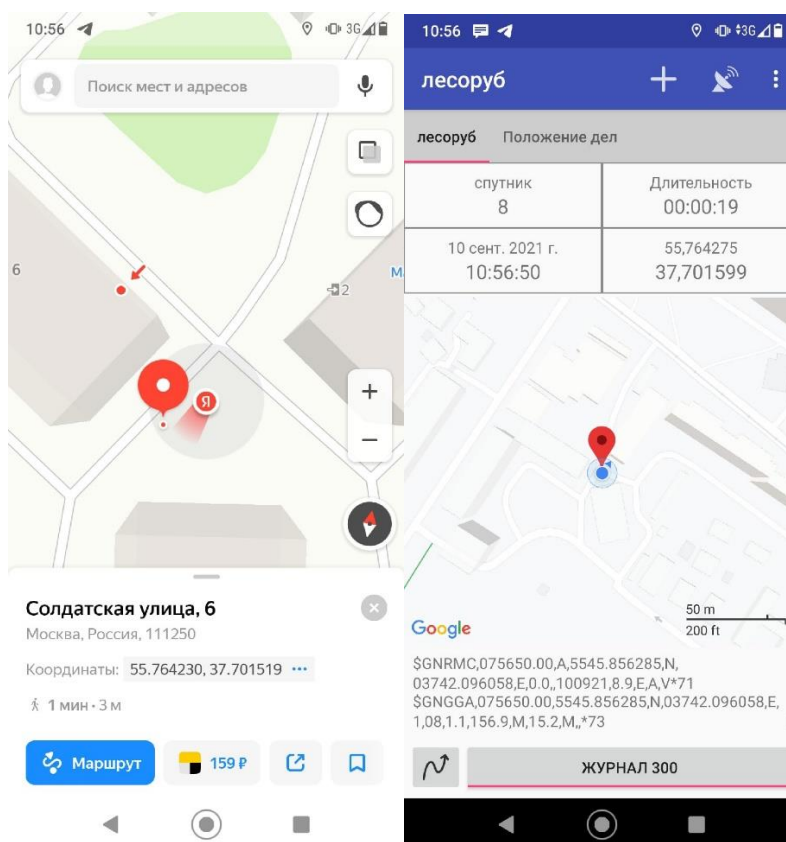 10:56
3G
Поиск мест и адресов
6
2
М
Я
+
−
Солдатская улица, 6
Москва, Россия, 111250
Координаты: 55.764230, 37.701519 •••
1 мин • 3 м
Маршрут
159 ₽
10:56
3G
лесоруб
лесоруб Положение дел
спутник
8
Длительность
00:00:19
10 сент. 2021 г.
10:56:50
55,764275
37,701599
Google
50 m
200 ft
$GNRMC,075650.00,A,5545.856285,N,
03742.096058,E,0.0,,100921,8.9,E,A,V*71
$GNGGA,075650.00,5545.856285,N,03742.096058,E,
1,08,1.1,156.9,M,15.2,M,,*73
ЖУРНАЛ 300